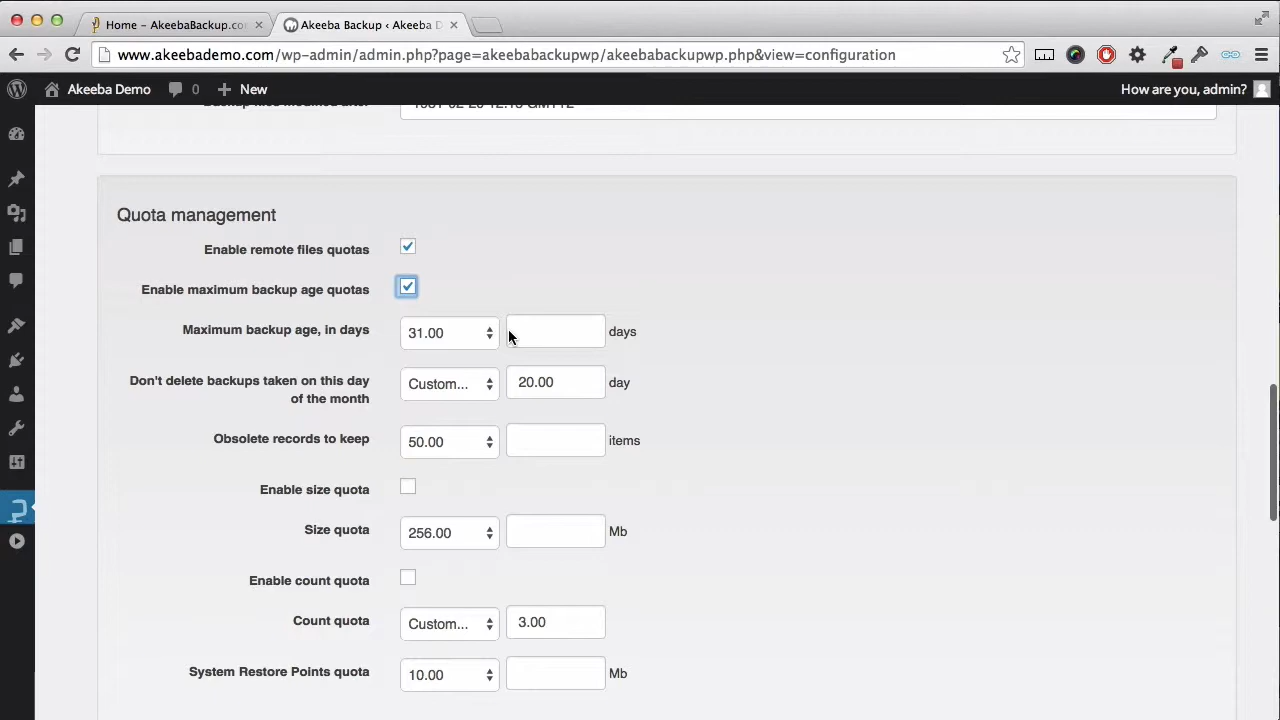 Home – AkeebaBackup.co
Akeeba Backup ‹ Akeeba D
www.akeebademo.com/wp-admin/admin.php?page=akeebabackupwp/akeebabackupwp.php&view=configuration
Akeeba Demo 0 New How are you, admin?
Quota management
Enable remote files quotas
Enable maximum backup age quotas
Maximum backup age, in days 31.00 days
Don't delete backups taken on this day
of the month Custom... 20.00 day
Obsolete records to keep 50.00 items
Enable size quota
Size quota 256.00 Mb
Enable count quota
Count quota Custom... 3.00
System Restore Points quota 10.00 Mb